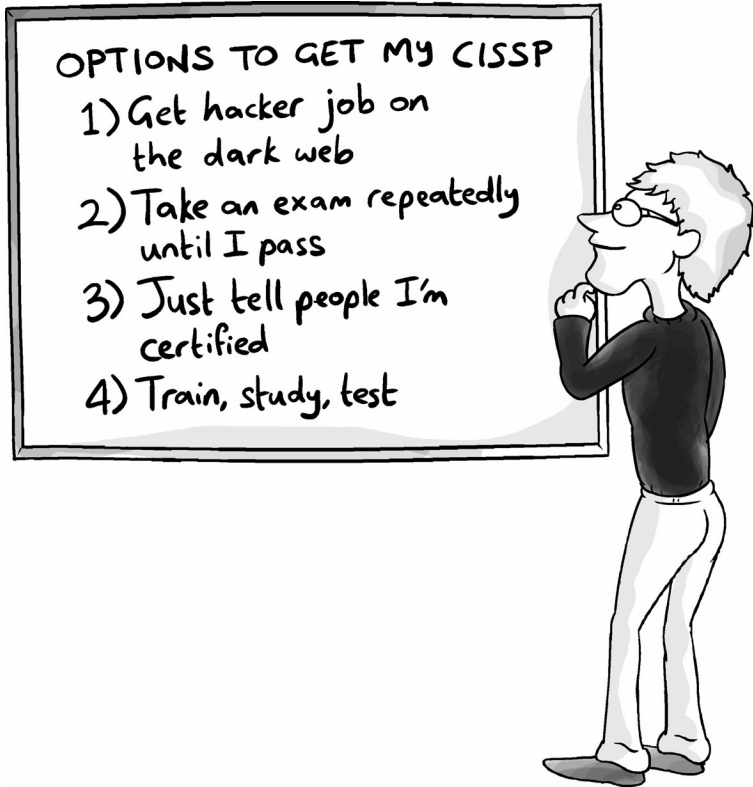 OPTIONS TO GET MY CISSP
1) Get hacker job on
the dark web
2) Take an exam repeatedly
until I pass
3) Just tell people I'm
certified
4) Train, study, test